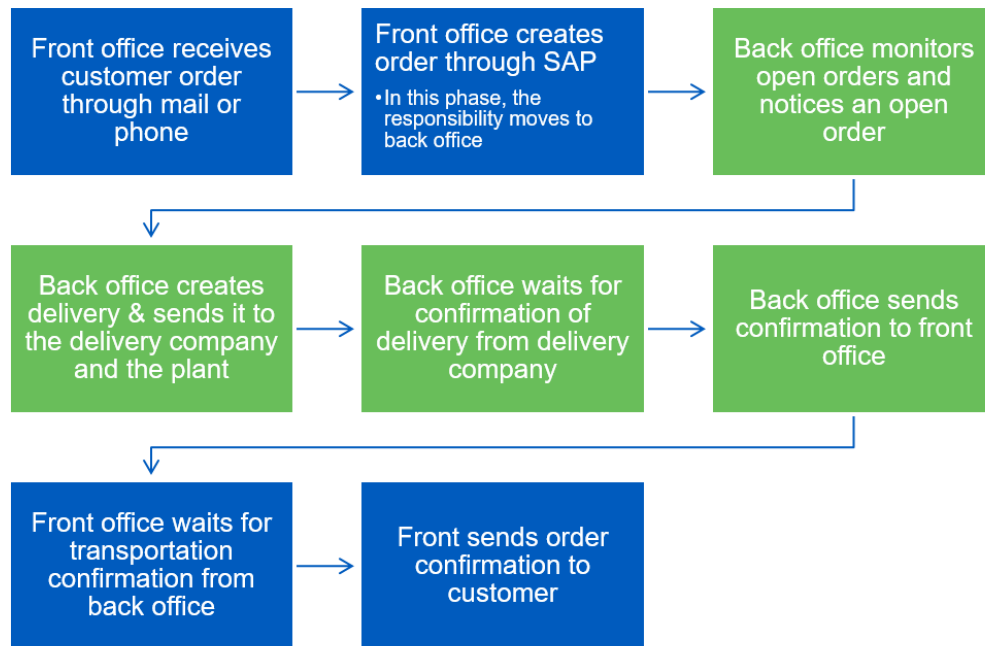 Front office receives
customer order
through mail or
phone
Front office creates
order through SAP
•In this phase, the
responsibility moves to
back office
Back office monitors
open orders and
notices an open
order
Back office creates
delivery & sends it to
the delivery company
and the plant
Back office waits for
confirmation of
delivery from delivery
company
Back office sends
confirmation to front
office
Front office waits for
transportation
confirmation from
back office
Front sends order
confirmation to
customer